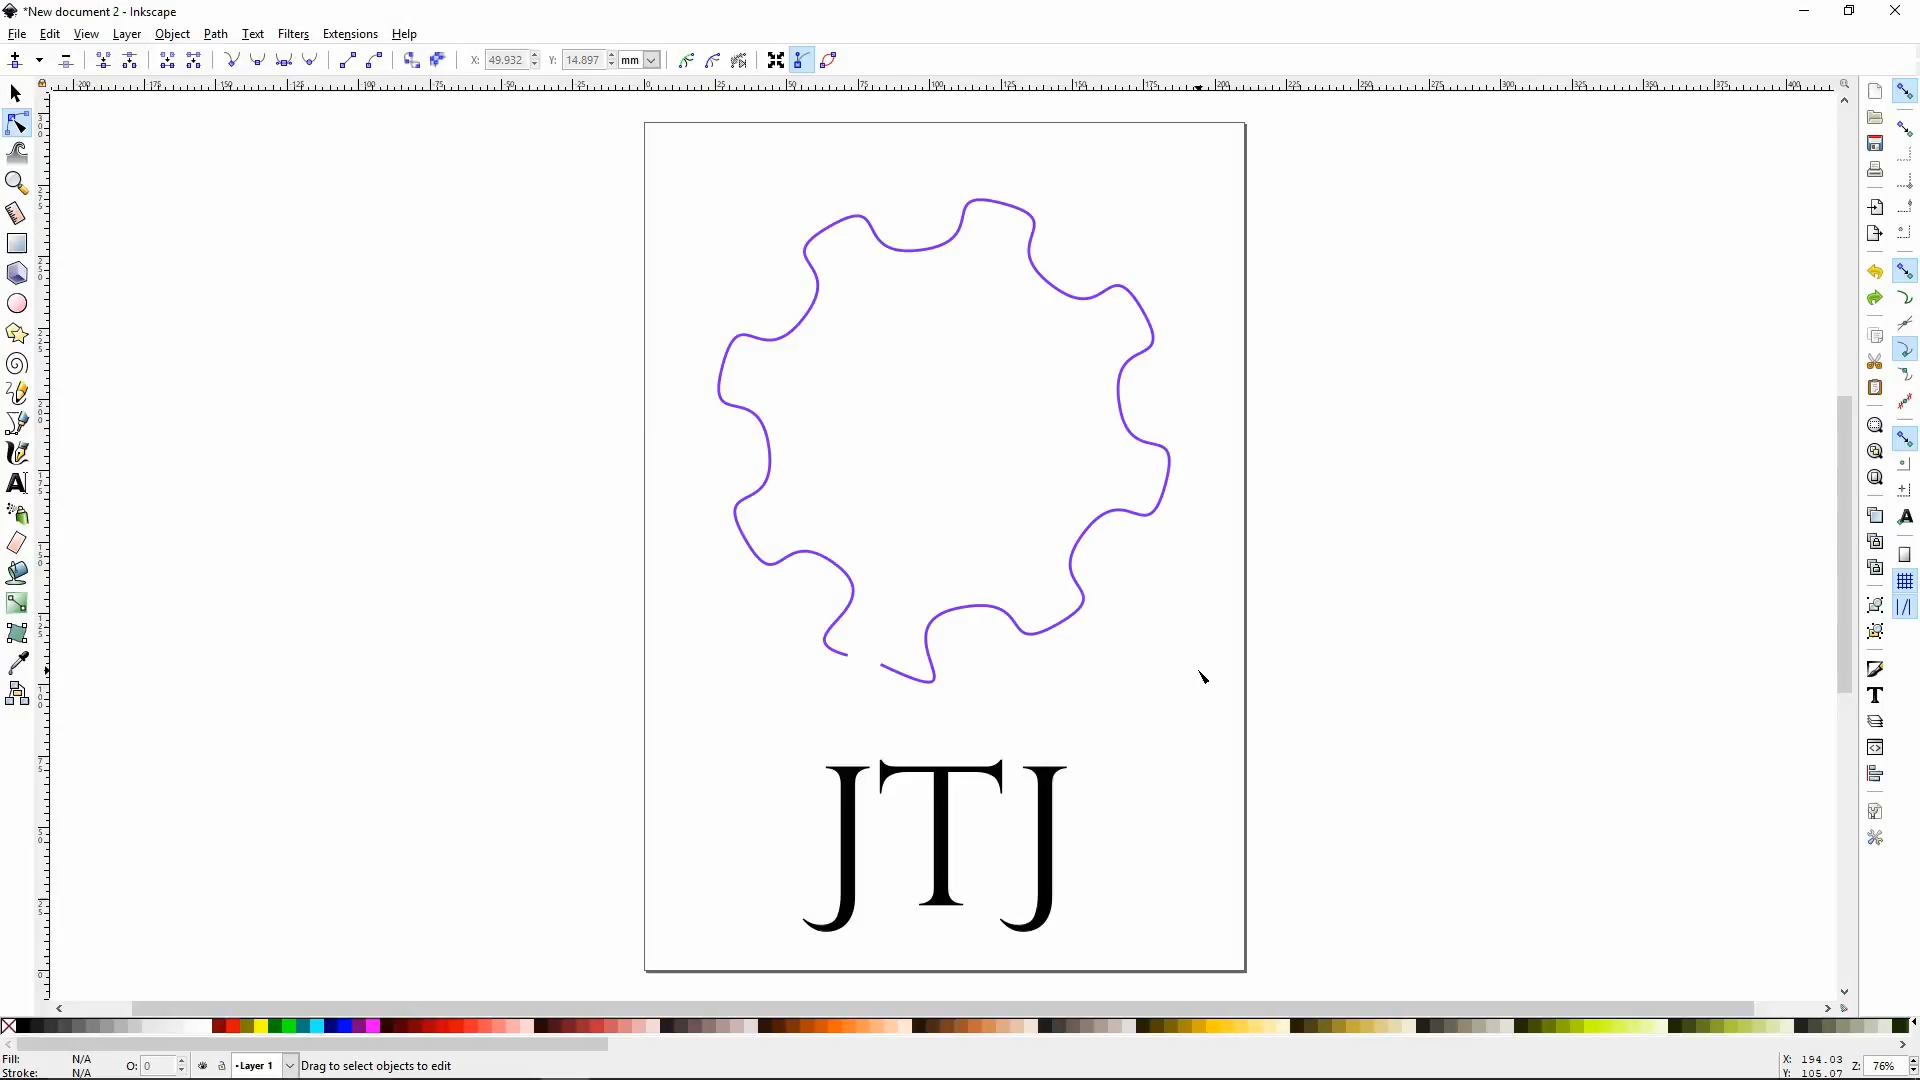 *New document 2 - Inkscape
File Edit View Layer Object Path Text Filters Extensions Help
X: 49.932 Y: 14.897 mm
JTJ
Fill: N/A O: 0 •Layer 1 Drag to select objects to edit X: 194.03 Z: 76%
Stroke: N/A Y: 105.07